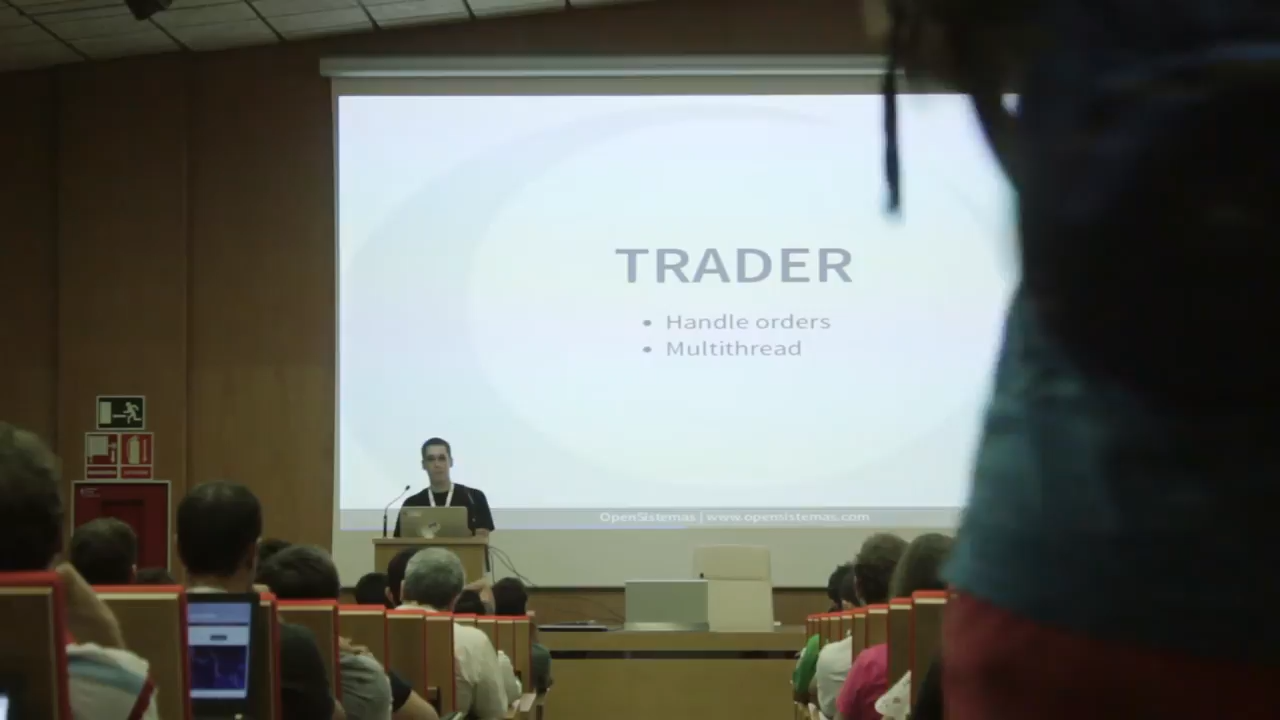 TRADER
• Handle orders
• Multithread
OpenSistemas | www.opensistemas.com